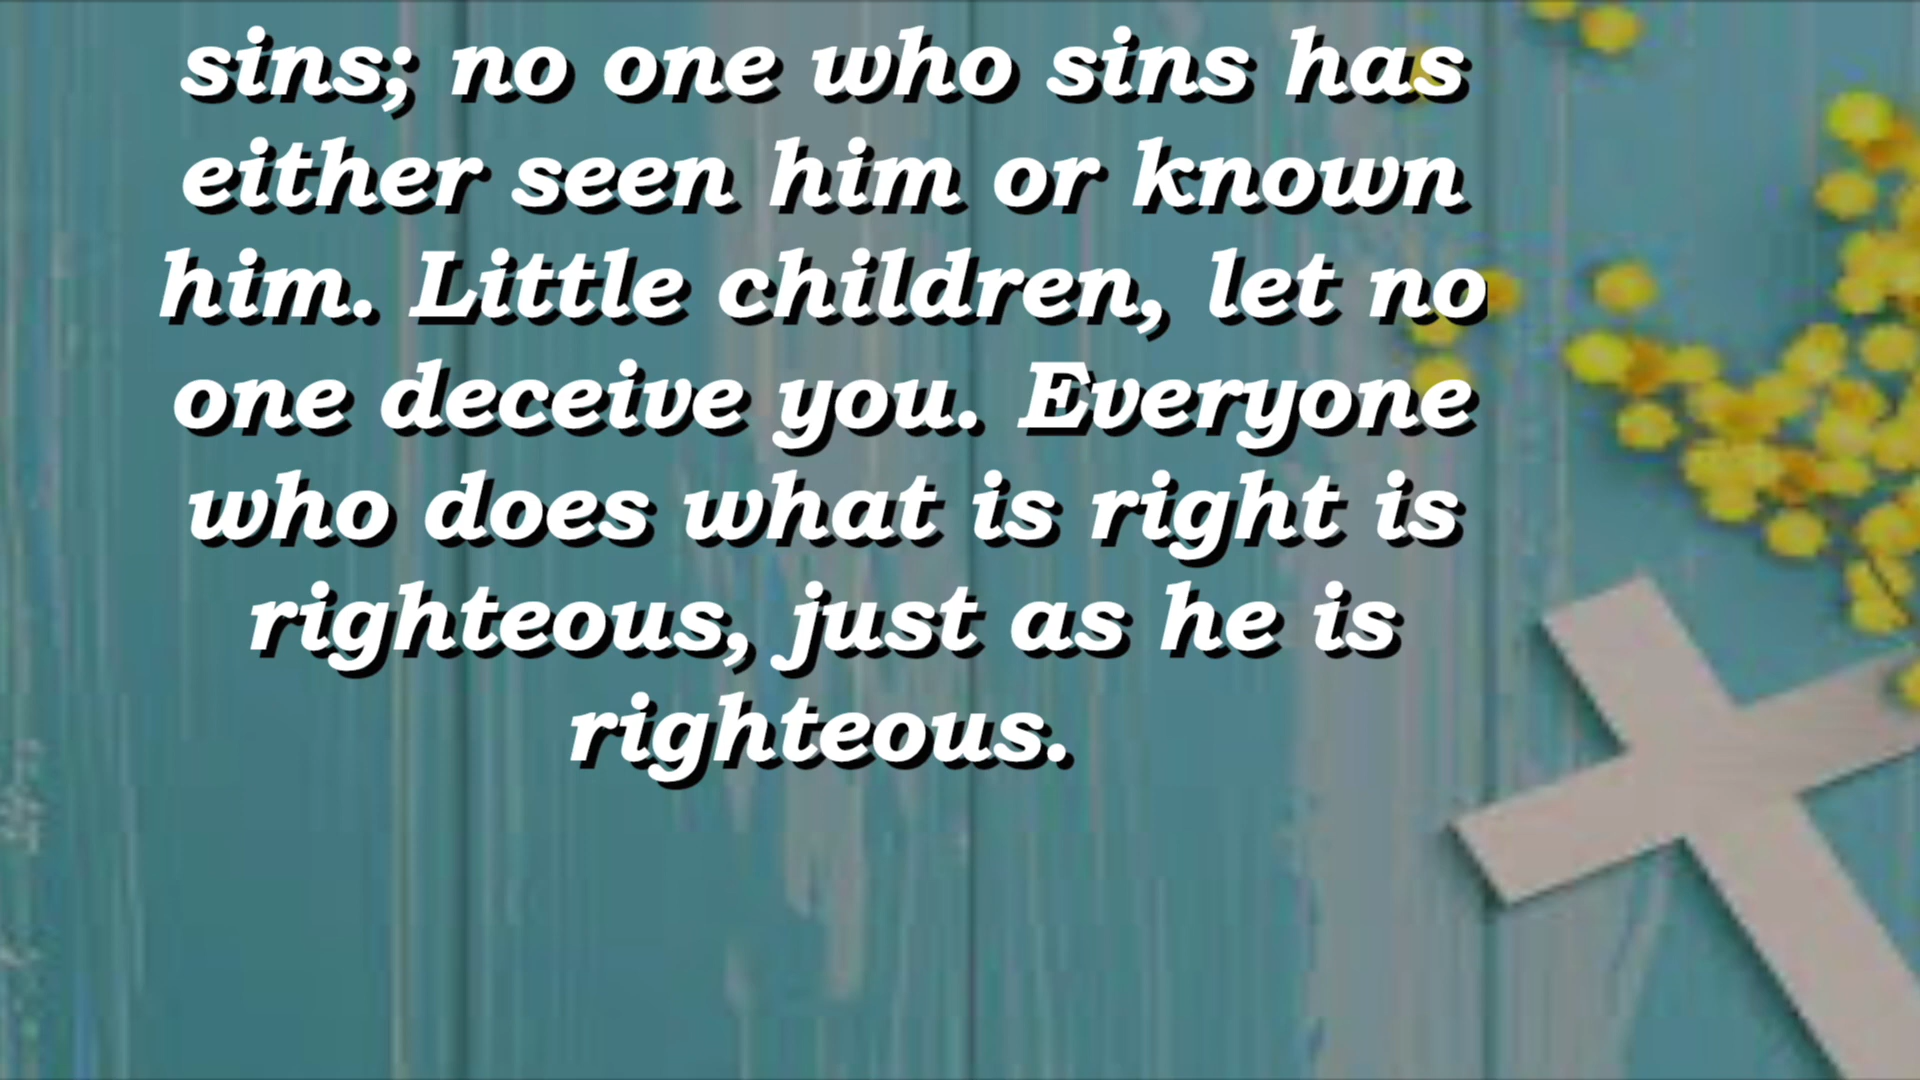 sins; no one who sins has
either seen him or known
him. Little children, let no
one deceive you. Everyone
who does what is right is
righteous, just as he is
righteous.